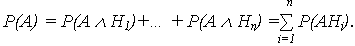 P(A) = P(A ∧ H₁)+... + P(A ∧ Hₙ) = ∑ᵢ₌₁ⁿ P(AHᵢ).